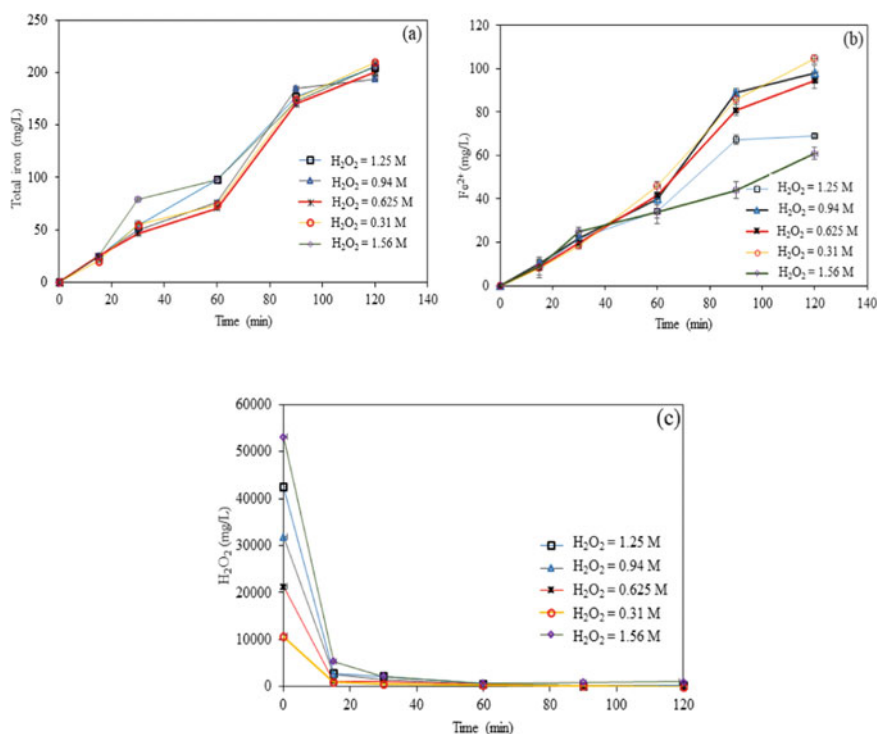 (a)
Total iron (mg/L)
250
200
150
100
50
0
0 20 40 60 80 100 120 140
Time (min)
H₂O₂ = 1.25 M
H₂O₂ = 0.94 M
H₂O₂ = 0.625 M
H₂O₂ = 0.31 M
H₂O₂ = 1.56 M
(b)
Fe²⁺ (mg/L)
120
100
80
60
40
20
0
0 20 40 60 80 100 120 140
Time (min)
H₂O₂ = 1.25 M
H₂O₂ = 0.94 M
H₂O₂ = 0.625 M
H₂O₂ = 0.31 M
H₂O₂ = 1.56 M
(c)
H₂O₂ (mg/L)
60000
50000
40000
30000
20000
10000
0
0 20 40 60 80 100 120
Time (min)
H₂O₂ = 1.25 M
H₂O₂ = 0.94 M
H₂O₂ = 0.625 M
H₂O₂ = 0.31 M
H₂O₂ = 1.56 M